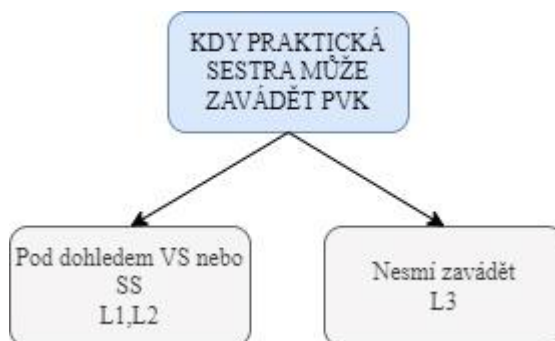 KDY PRAKTICKÁ
SESTRA MŮŽE
ZAVÁDĚT PVK
Pod dohledem VS nebo
SS
L1,L2
Nesmí zavádět
L3